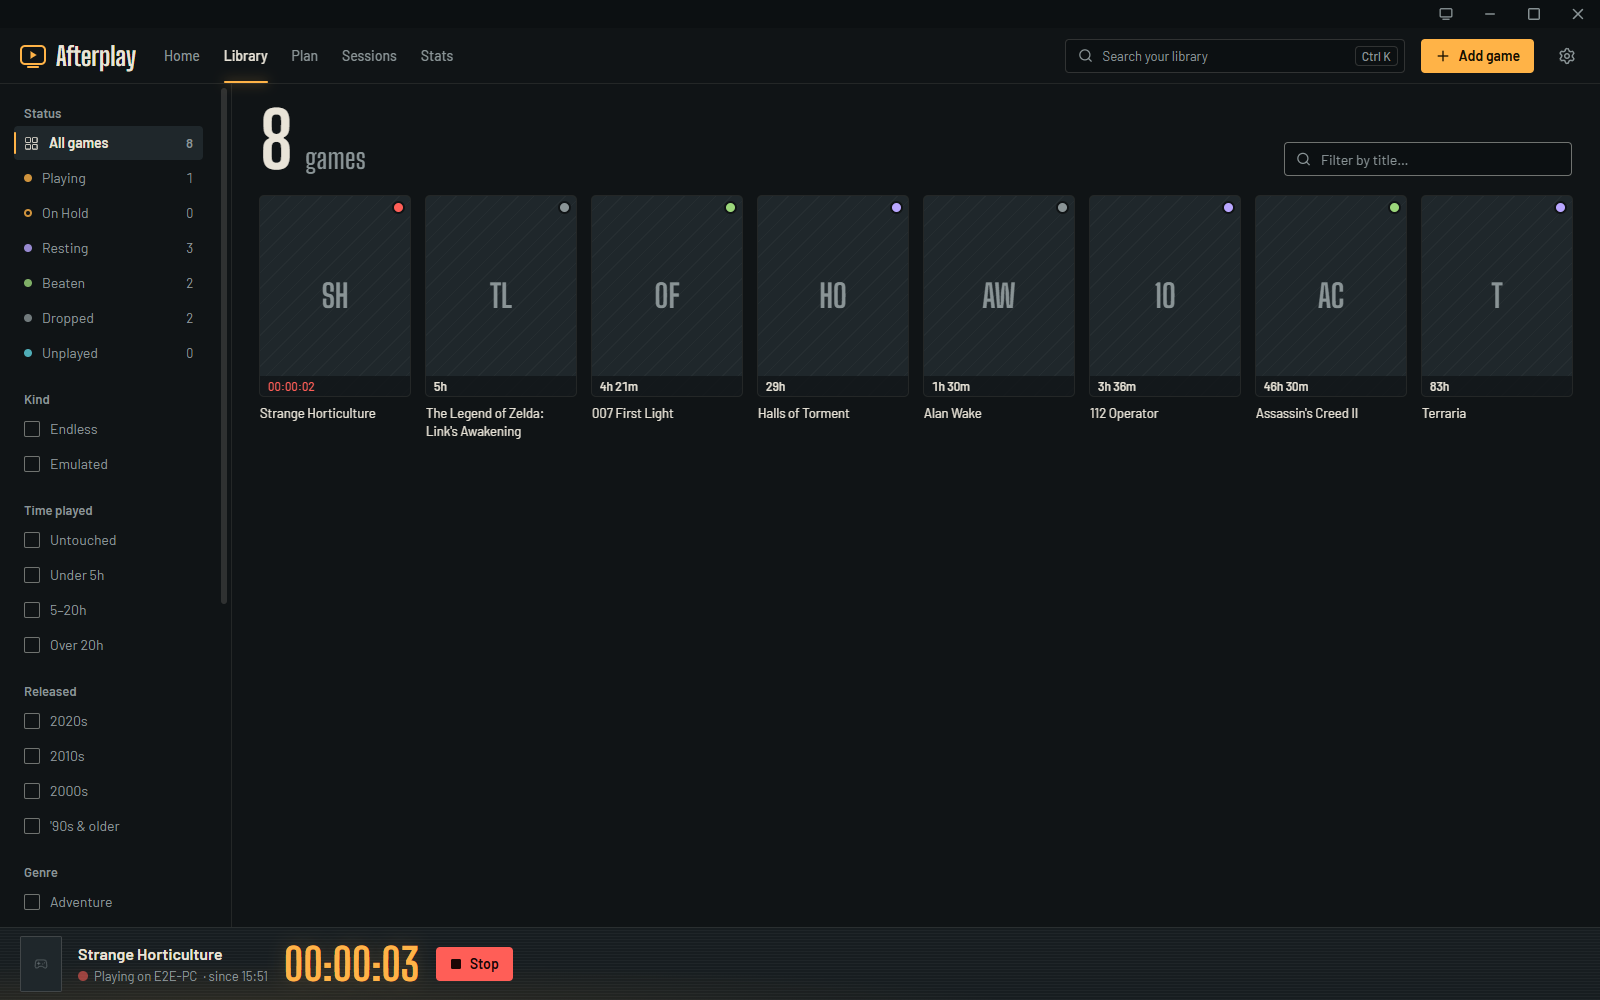 Afterplay
Home
Library
Plan
Sessions
Stats
Search your library
Ctrl K
Add game
Status
All games 8
Playing 1
On Hold 0
Resting 3
Beaten 2
Dropped 2
Unplayed 0
Kind
Endless
Emulated
Time played
Untouched
Under 5h
5–20h
Over 20h
Released
2020s
2010s
2000s
'90s & older
Genre
Adventure
8 games
Filter by title...
SH
00:00:02
Strange Horticulture
TL
5h
The Legend of Zelda:
Link's Awakening
OF
4h 21m
007 First Light
HO
29h
Halls of Torment
AW
1h 30m
Alan Wake
10
3h 36m
112 Operator
AC
46h 30m
Assassin's Creed II
T
83h
Terraria
Strange Horticulture
Playing on E2E-PC · since 15:51
00:00:03
Stop